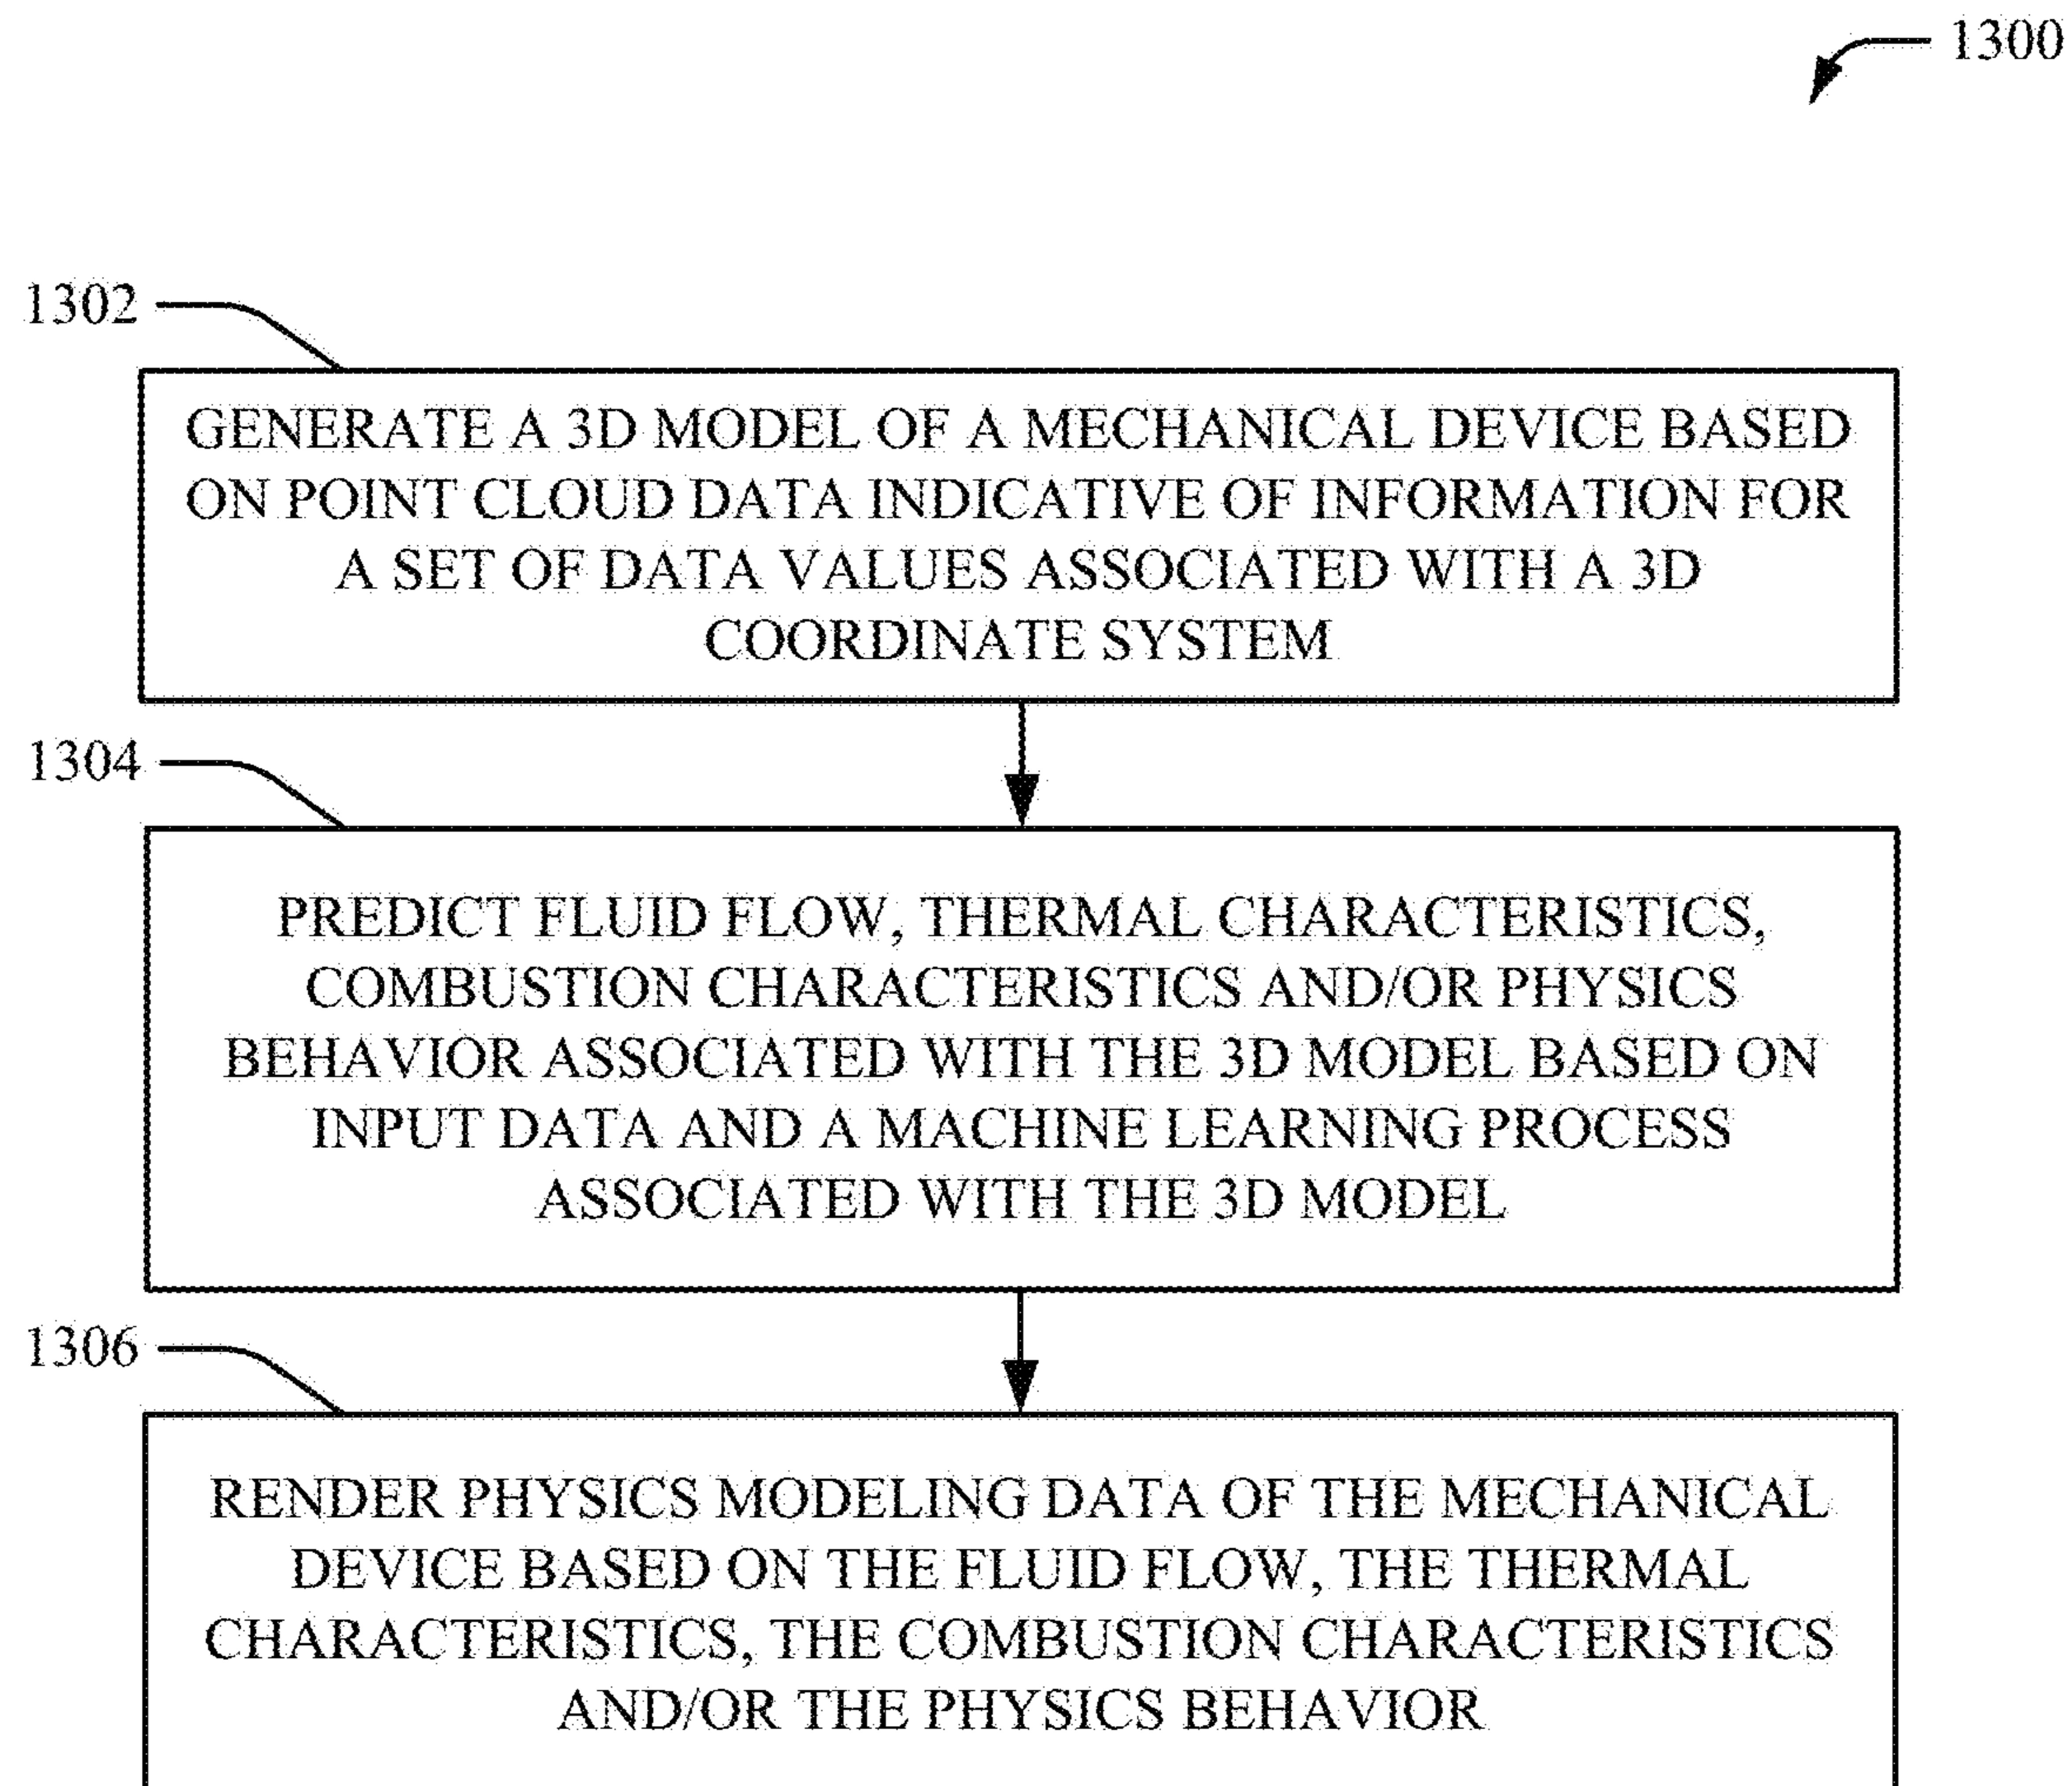 1300
1302
GENERATE A 3D MODEL OF A MECHANICAL DEVICE BASED
ON POINT CLOUD DATA INDICATIVE OF INFORMATION FOR
A SET OF DATA VALUES ASSOCIATED WITH A 3D
COORDINATE SYSTEM
1304
PREDICT FLUID FLOW, THERMAL CHARACTERISTICS,
COMBUSTION CHARACTERISTICS AND/OR PHYSICS
BEHAVIOR ASSOCIATED WITH THE 3D MODEL BASED ON
INPUT DATA AND A MACHINE LEARNING PROCESS
ASSOCIATED WITH THE 3D MODEL
1306
RENDER PHYSICS MODELING DATA OF THE MECHANICAL
DEVICE BASED ON THE FLUID FLOW, THE THERMAL
CHARACTERISTICS, THE COMBUSTION CHARACTERISTICS
AND/OR THE PHYSICS BEHAVIOR